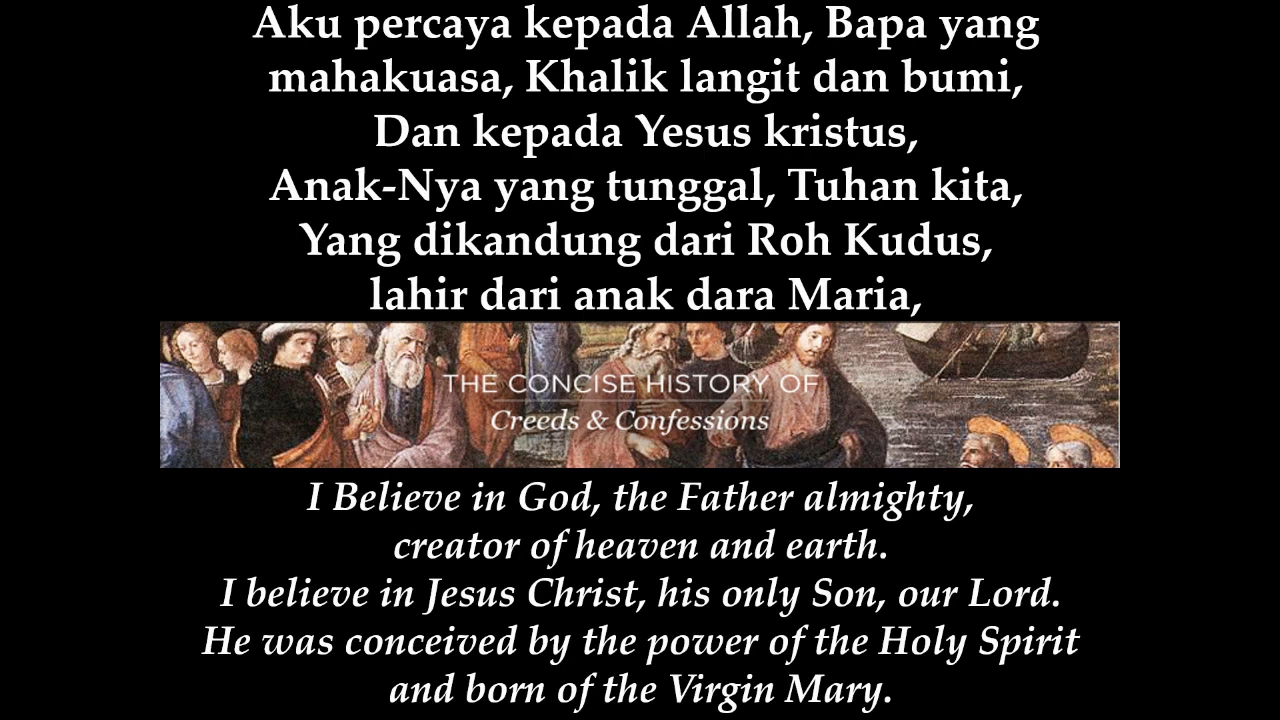 Aku percaya kepada Allah, Bapa yang
mahakuasa, Khalik langit dan bumi,
Dan kepada Yesus kristus,
Anak-Nya yang tunggal, Tuhan kita,
Yang dikandung dari Roh Kudus,
lahir dari anak dara Maria,
THE CONCISE HISTORY OF
Creeds & Confessions
I Believe in God, the Father almighty,
creator of heaven and earth.
I believe in Jesus Christ, his only Son, our Lord.
He was conceived by the power of the Holy Spirit
and born of the Virgin Mary.